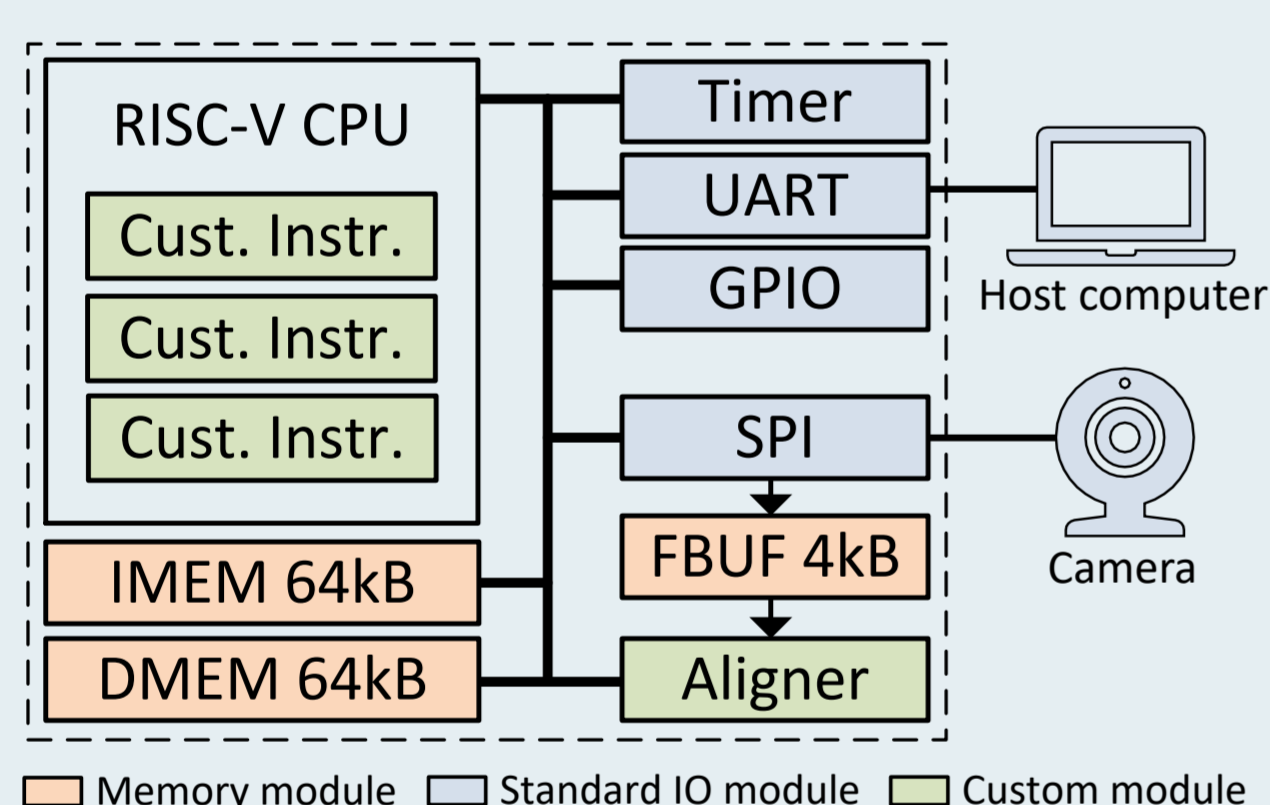 RISC-V CPU
Cust. Instr.
Cust. Instr.
Cust. Instr.
IMEM 64kB
DMEM 64kB
Timer
UART
GPIO
SPI
FBUF 4kB
Aligner
Host computer
Camera
Memory module
Standard IO module
Custom module